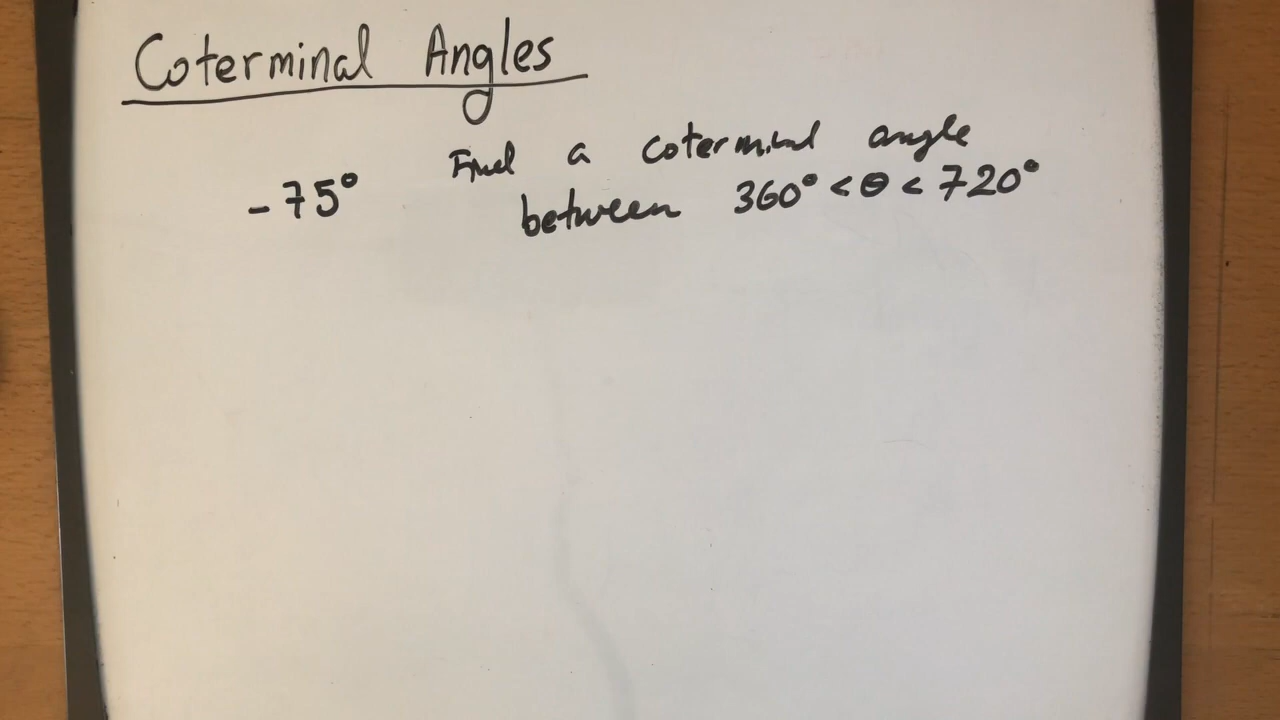 Coterminal Angles
-75° Find a coterminal angle
between 360° < θ < 720°